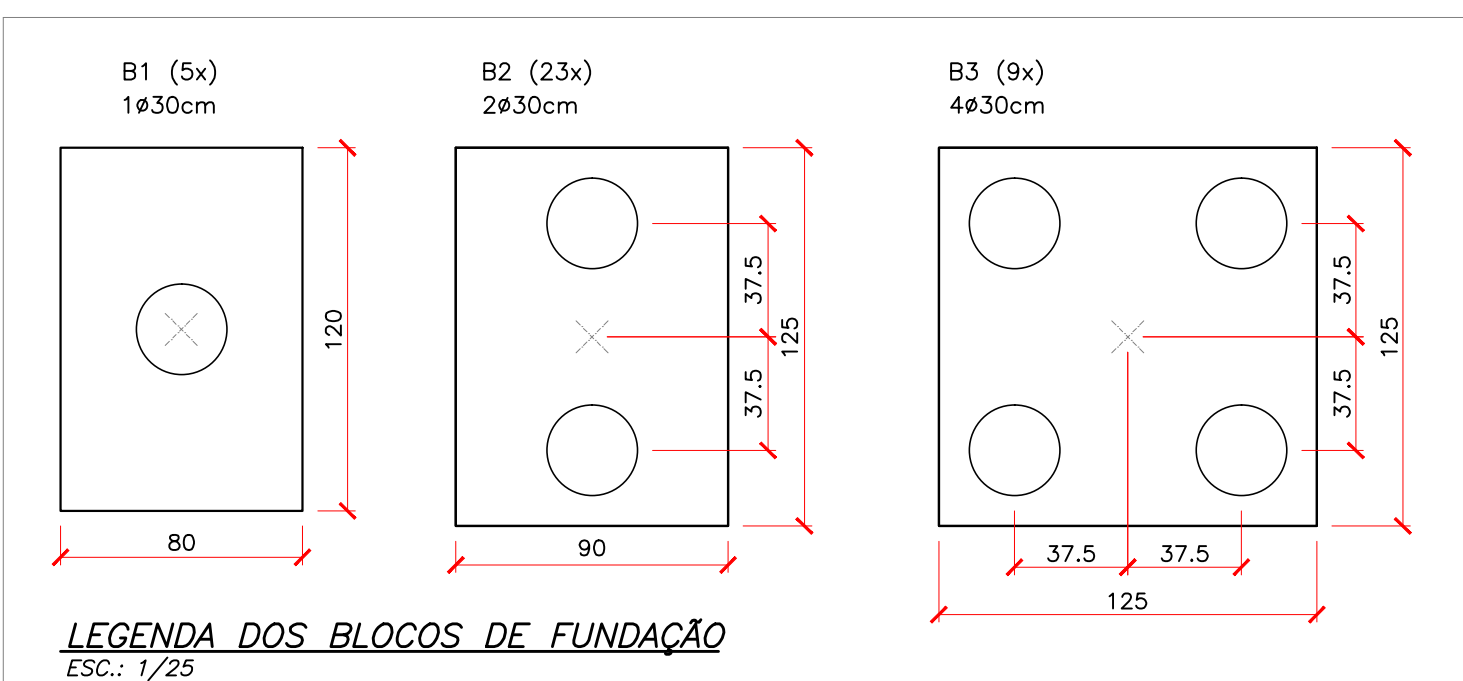 B1 (5x)
1ø30cm
B2 (23x)
2ø30cm
B3 (9x)
4ø30cm
120
80
37.5
37.5
125
90
37.5
37.5
125
37.5 37.5
125
LEGENDA DOS BLOCOS DE FUNDAÇÃO
ESC.: 1/25